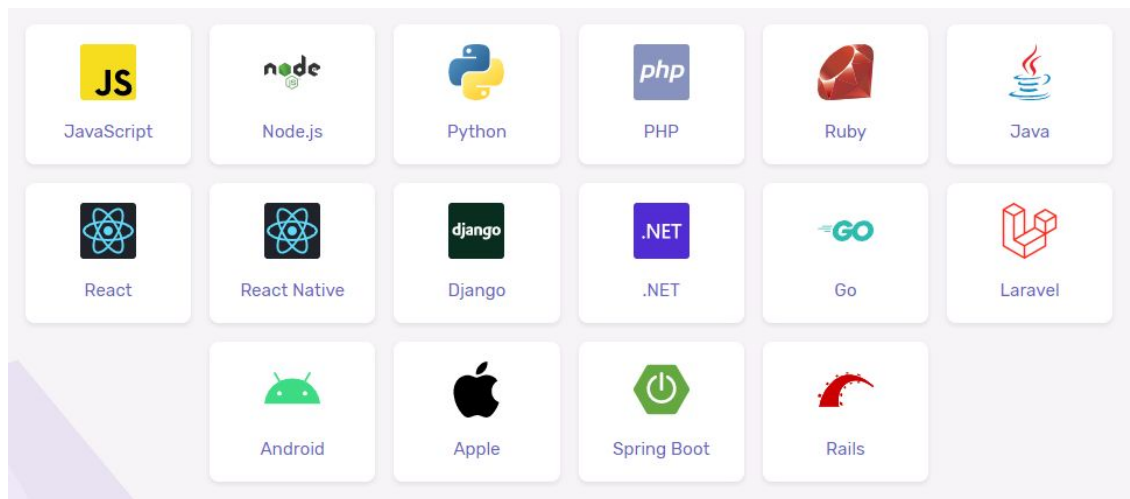 JS
node
JS
php
JavaScript
Node.js
Python
PHP
Ruby
Java
django
.NET
GO
React
React Native
Django
.NET
Go
Laravel
Android
Apple
Spring Boot
Rails